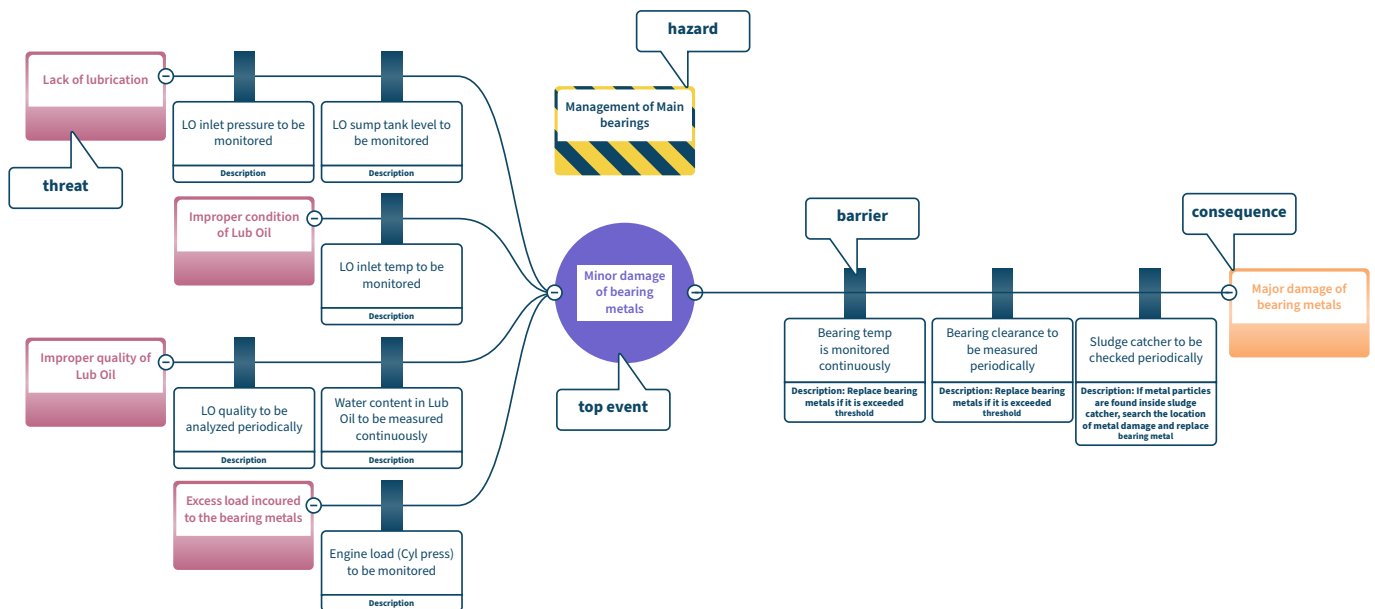 hazard
Management of Main
bearings
Lack of lubrication
LO inlet pressure to be
monitored
Description
LO sump tank level to
be monitored
Description
threat
Improper condition
of Lub Oil
LO inlet temp to be
monitored
Description
Improper quality of
Lub Oil
LO quality to be
analyzed periodically
Description
Water content in Lub
Oil to be measured
continuously
Description
Excess load incoured
to the bearing metals
Engine load (Cyl press)
to be monitored
Description
Minor damage
of bearing
metals
top event
barrier
Bearing temp
is monitored
continuously
Description: Replace bearing
metals if it is exceeded
threshold
Bearing clearance to
be measured
periodically
Description: Replace bearing
metals if it is exceeded
threshold
Sludge catcher to be
checked periodically
Description: If metal particles
are found inside sludge
catcher, search the location
of metal damage and replace
bearing metal
consequence
Major damage of
bearing metals